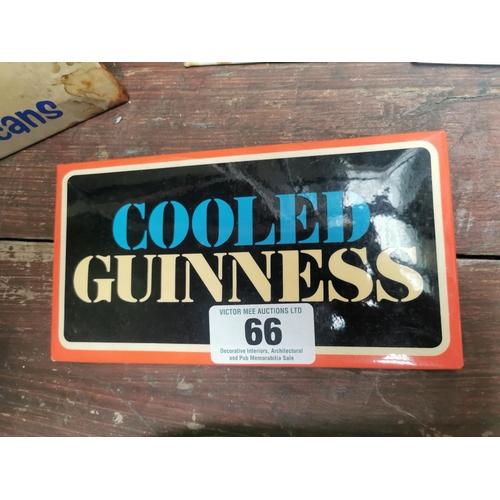 cans
COOLED
GUINNESS
VICTOR MEE AUCTIONS LTD
66
Decorative Interiors, Architectural
and Pub Memorabilia Sale